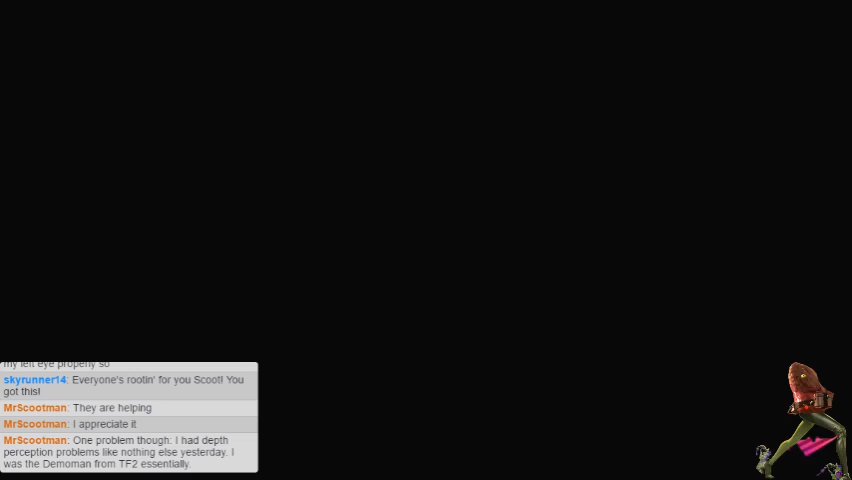 my left eye properly so
skyrunner14: Everyone's rootin' for you Scoot! You
got this!
MrScootman: They are helping
MrScootman: I appreciate it
MrScootman: One problem though: I had depth
perception problems like nothing else yesterday. I
was the Demoman from TF2 essentially.